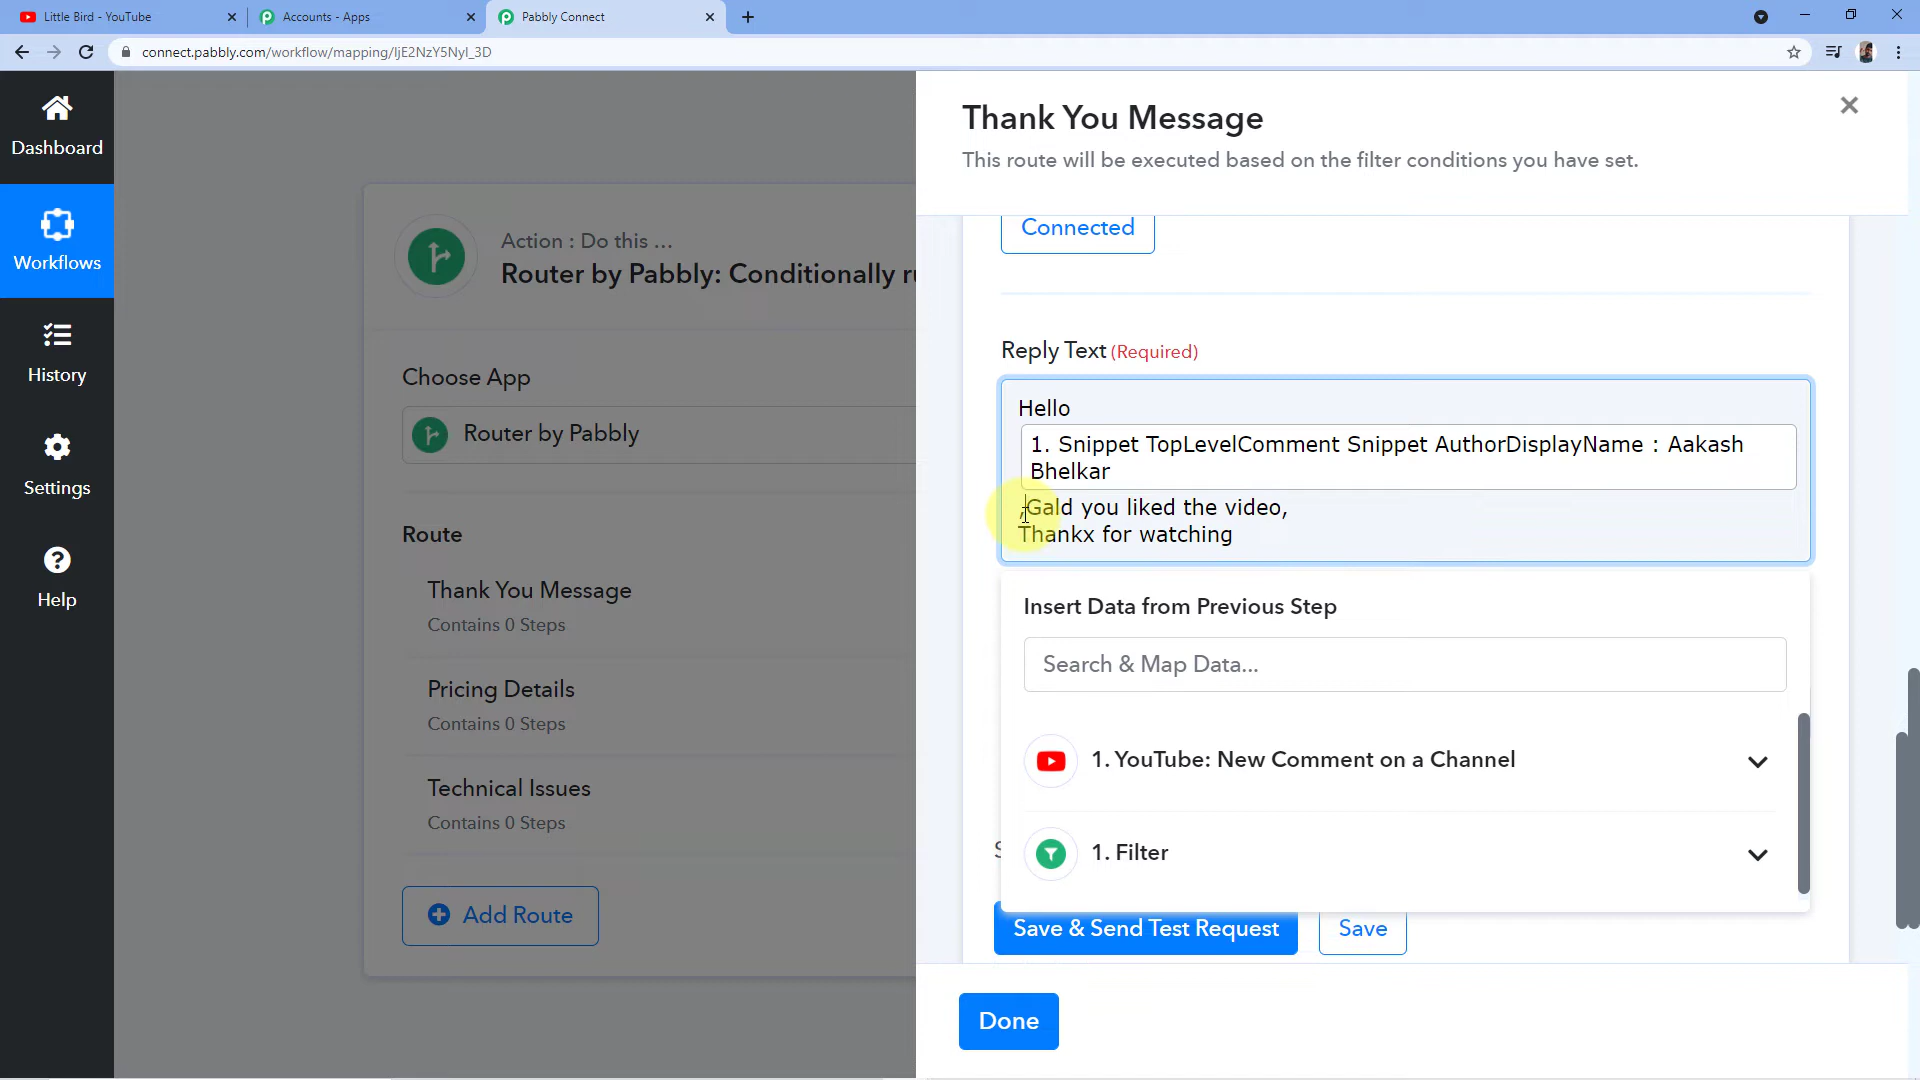 Little Bird - YouTube
Accounts - Apps
Pabbly Connect
connect.pabbly.com/workflow/mapping/IjE2NzY5NyI_3D
Dashboard
Workflows
History
Settings
Help
Action : Do this ...
Router by Pabbly: Conditionally ru
Choose App
Router by Pabbly
Route
Thank You Message
Contains 0 Steps
Pricing Details
Contains 0 Steps
Technical Issues
Contains 0 Steps
Add Route
Thank You Message
This route will be executed based on the filter conditions you have set.
Connected
Reply Text (Required)
Hello
1. Snippet TopLevelComment Snippet AuthorDisplayName : Aakash
Bhelkar
,Gald you liked the video,
Thankx for watching
Insert Data from Previous Step
Search & Map Data...
1. YouTube: New Comment on a Channel
1. Filter
Save & Send Test Request
Save
Done